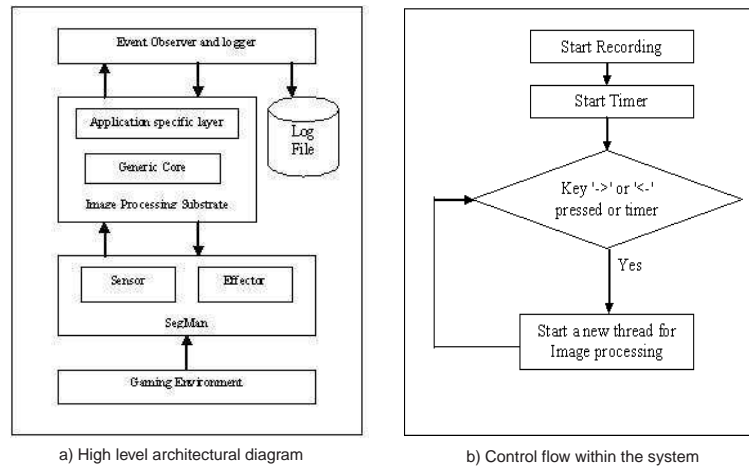 Event Observer and logger
Application specific layer
Generic Core
Image Processing Substrate
Log
File
Sensor
Effector
SegMan
Gaming Environment
a) High level architectural diagram
Start Recording
Start Timer
Key '->' or '<-'
pressed or timer
Yes
Start a new thread for
Image processing
b) Control flow within the system